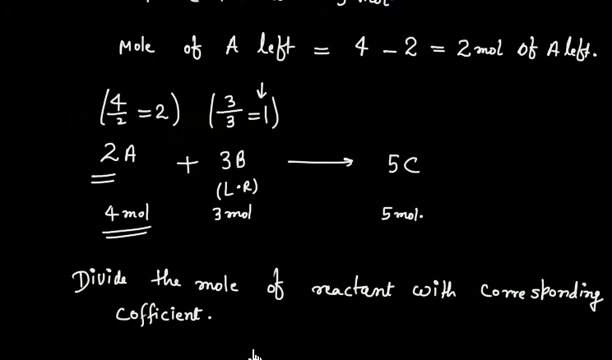 Mole of A left = 4 - 2 = 2 mol of A left.
(4/2 = 2) (3/3 = 1)
2A + 3B → 5C
(L.R)
4 mol 3 mol 5 mol.
Divide the mole of reactant with corresponding
cofficient.